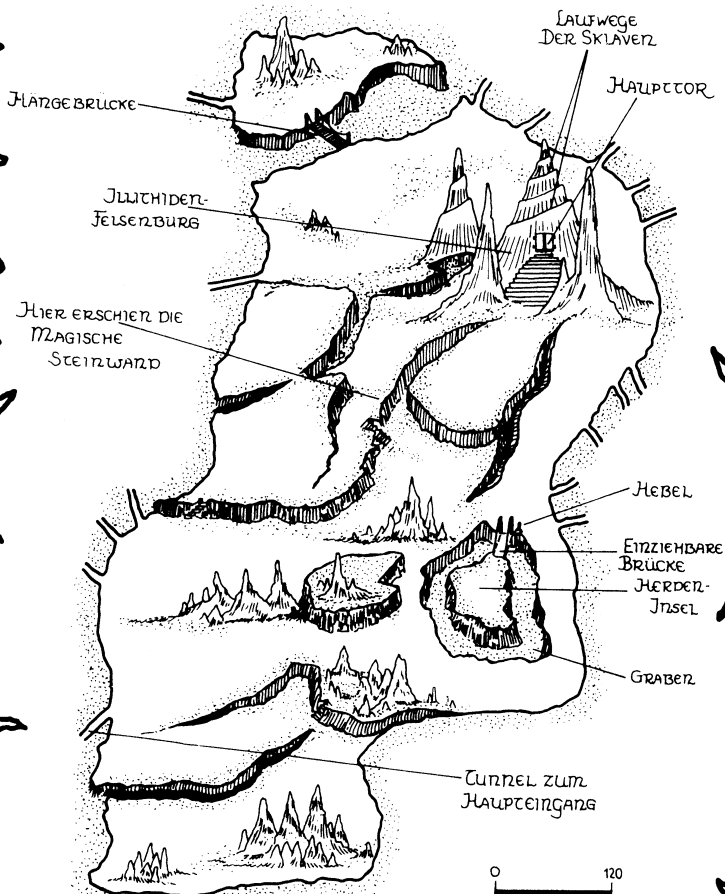 Laufwege
der Sklaven
Haupttor
Hängebrücke
Illithiden-
Felsenburg
Hier erschien die
Magische
Steinwand
Hebel
Einziehbare
Brücke
Herden-
Insel
Graben
Tunnel zum
Haupteingang
0 120